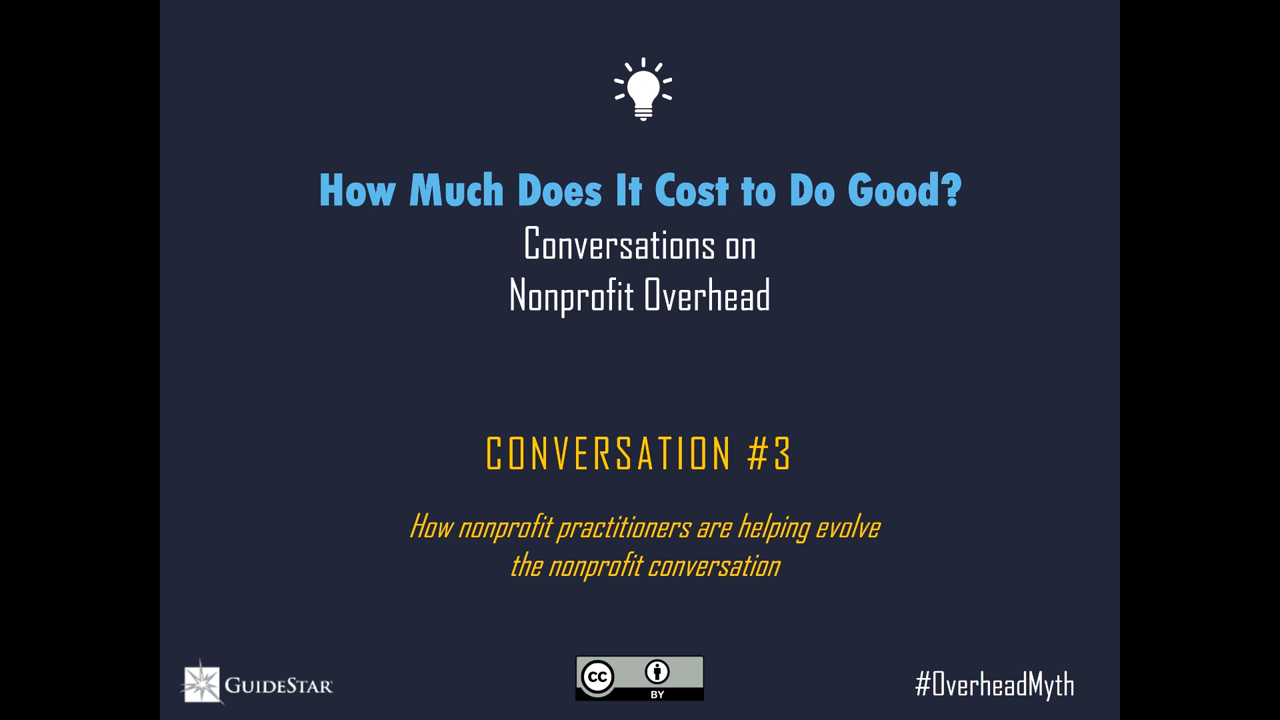 How Much Does It Cost to Do Good?
Conversations on
Nonprofit Overhead
CONVERSATION #3
How nonprofit practitioners are helping evolve
the nonprofit conversation
GUIDESTAR
CC
BY
#OverheadMyth